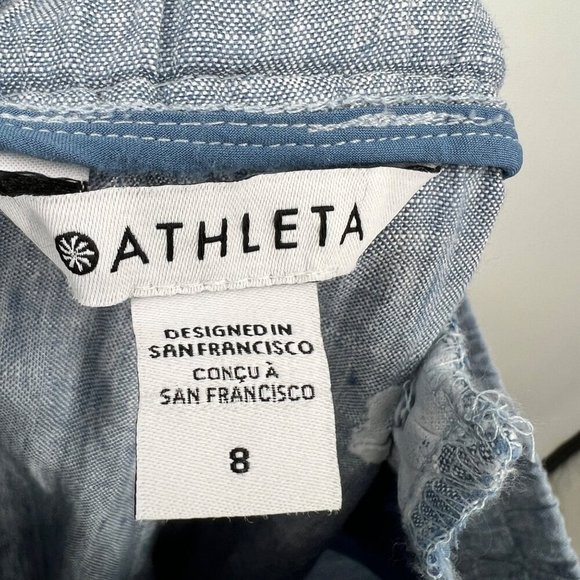 ATHLETA
DESIGNED IN
SAN FRANCISCO
CONÇU À
SAN FRANCISCO
8